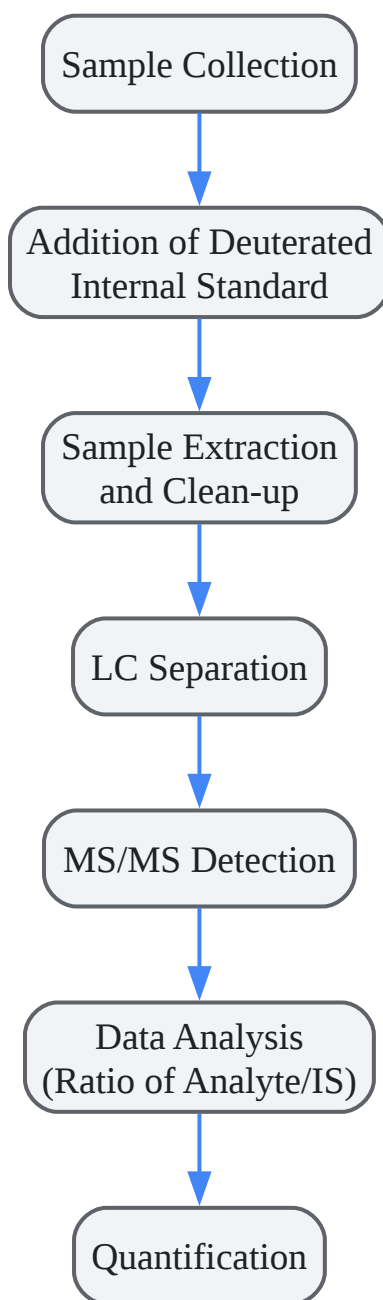 Sample Collection
Addition of Deuterated
Internal Standard
Sample Extraction
and Clean-up
LC Separation
MS/MS Detection
Data Analysis
(Ratio of Analyte/IS)
Quantification